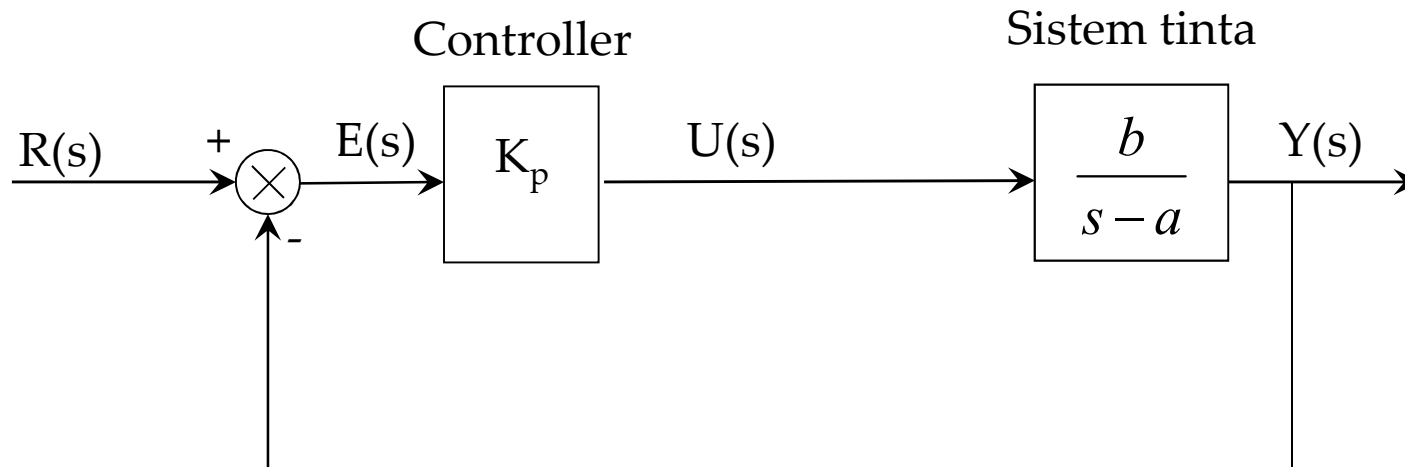 Controller
Sistem tinta
R(s)
+
-
E(s)
K_p
U(s)
b
s − a
Y(s)